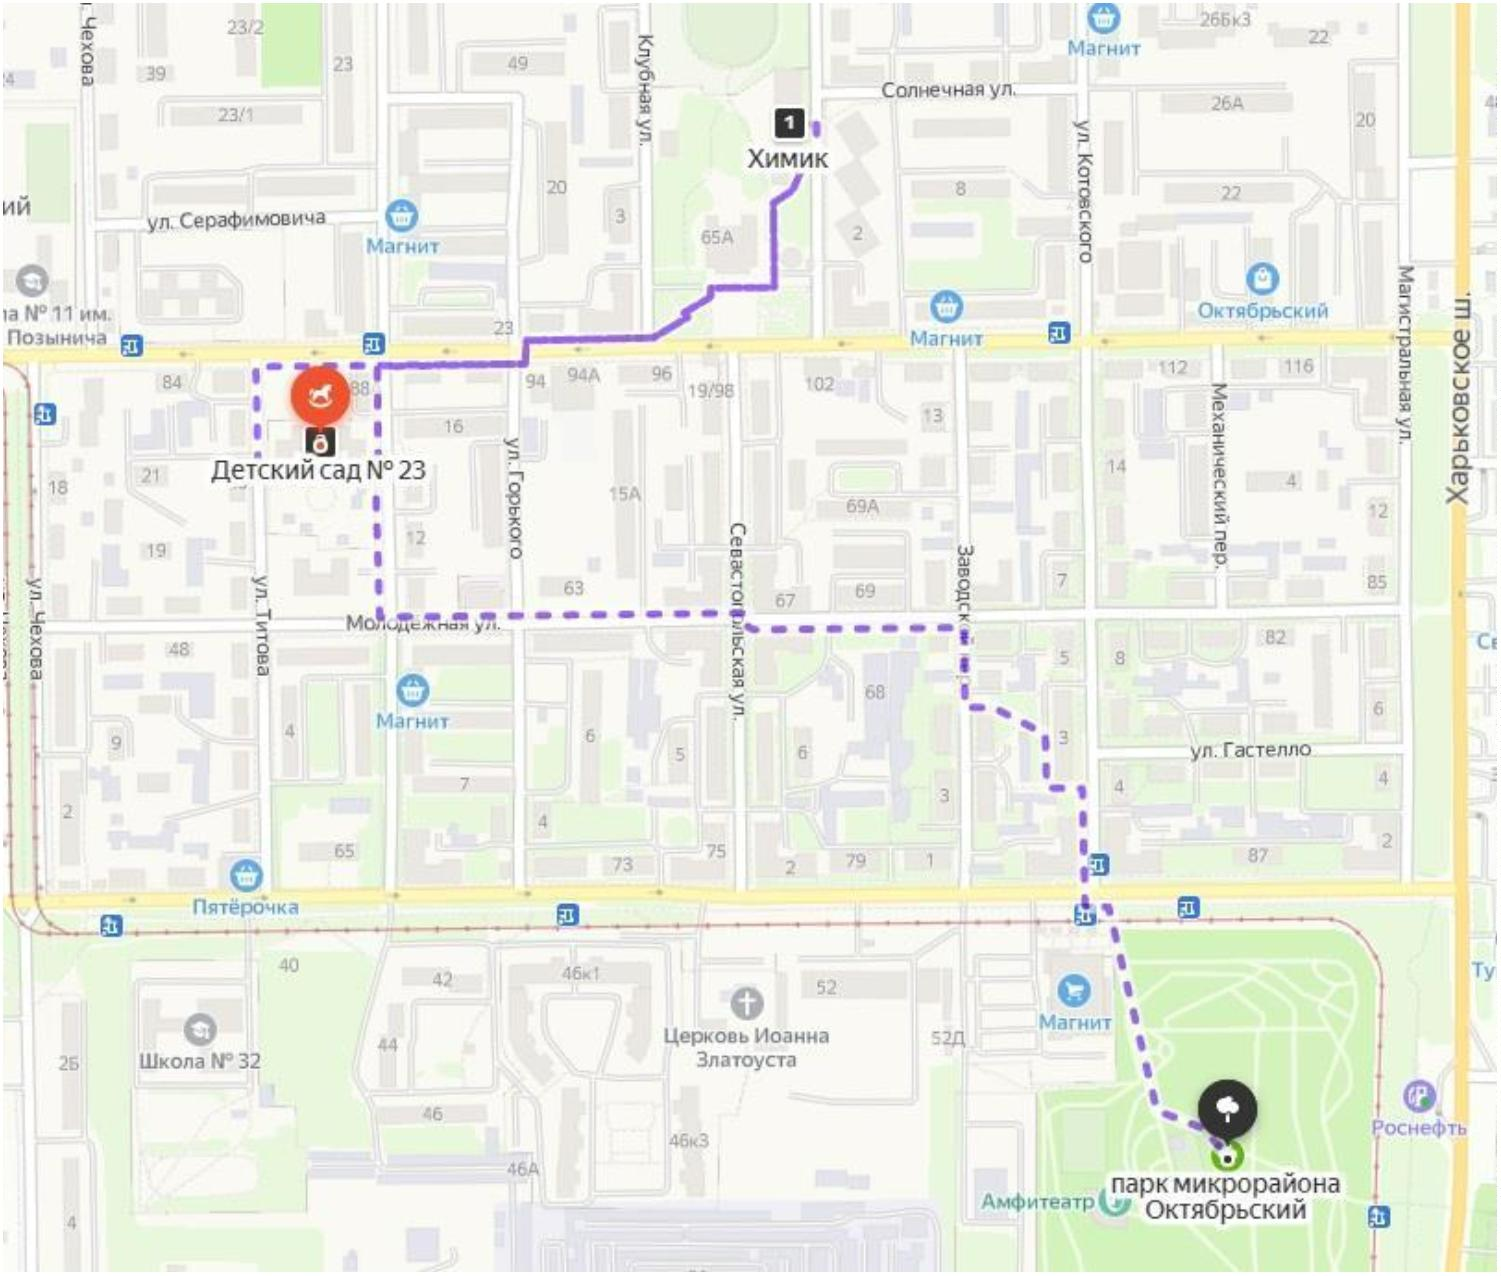 Чехова
23/2
39
23
49
23/1
Клубная ул.
Магнит
26Бк3
22
Солнечная ул.
26А
20
1
Химик
ул. Котовского
20
3
8
22
ул. Серафимовича
Магнит
65А
2
Октябрьский
Магистральная ул.
Харьковское ш.
№ 11 им.
Позынича
23
Магнит
84
88
94
94А
96
19/98
102
112
116
13
16
Механический пер.
Детский сад № 23
18
21
ул. Горького
15А
14
4
69А
12
12
Севастопольская ул.
19
63
67
69
7
85
ул. Чехова
ул. Титова
Молодёжная ул.
48
5
8
82
68
Магнит
6
4
9
6
5
6
3
ул. Гастелло
7
4
4
2
3
4
65
73
75
2
79
1
87
2
Пятёрочка
40
42
46к1
52
Магнит
Церковь Иоанна
Златоуста
52Д
Школа № 32
44
46
46к3
46А
Роснефть
парк микрорайона
Октябрьский
Амфитеатр
4